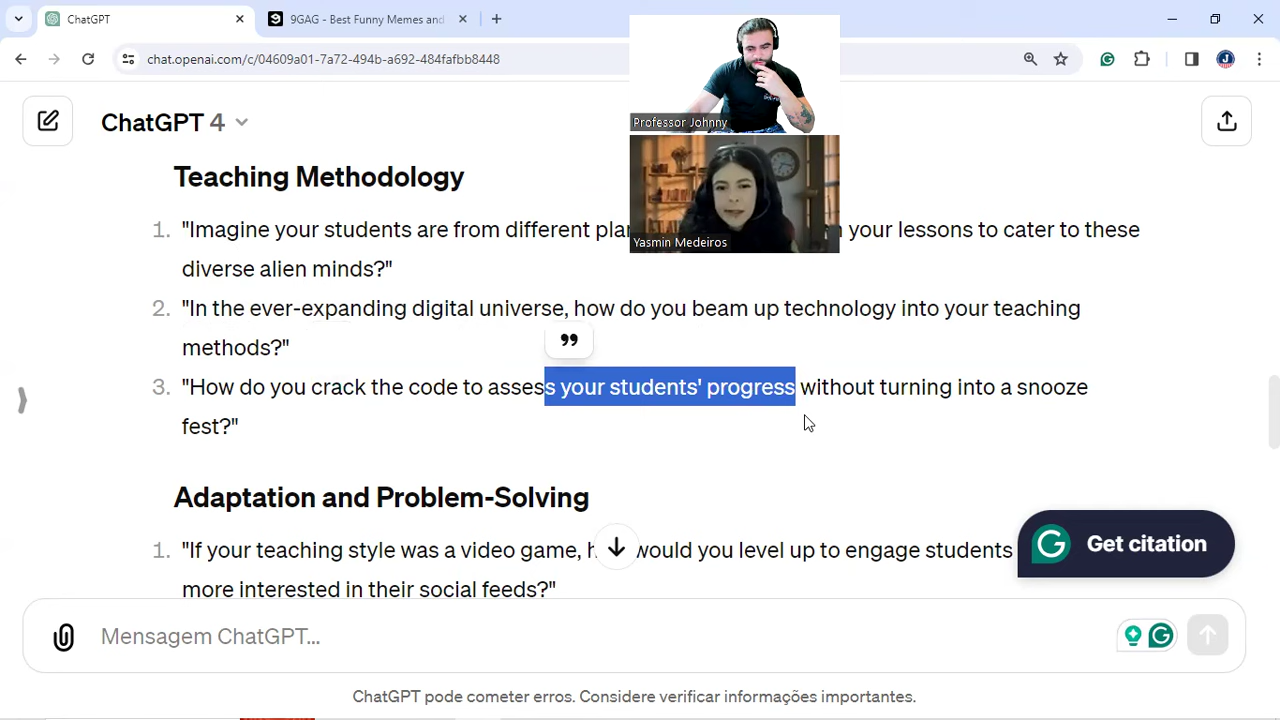 ChatGPT
9GAG - Best Funny Memes and
chat.openai.com/c/04609a01-7a72-494b-a692-484fafbb8448
J
ChatGPT 4
Professor Johnny
Yasmin Medeiros
Teaching Methodology
1. "Imagine your students are from different your lessons to cater to these
diverse alien minds?"
2. "In the ever-expanding digital universe, how do you beam up technology into your teaching
methods?"
3. "How do you crack the code to assess your students' progress without turning into a snooze
fest?"
Adaptation and Problem-Solving
1. "If your teaching style was a video game, would you level up to engage students
more interested in their social feeds?"
Get citation
Mensagem ChatGPT...
ChatGPT pode cometer erros. Considere verificar informações importantes.